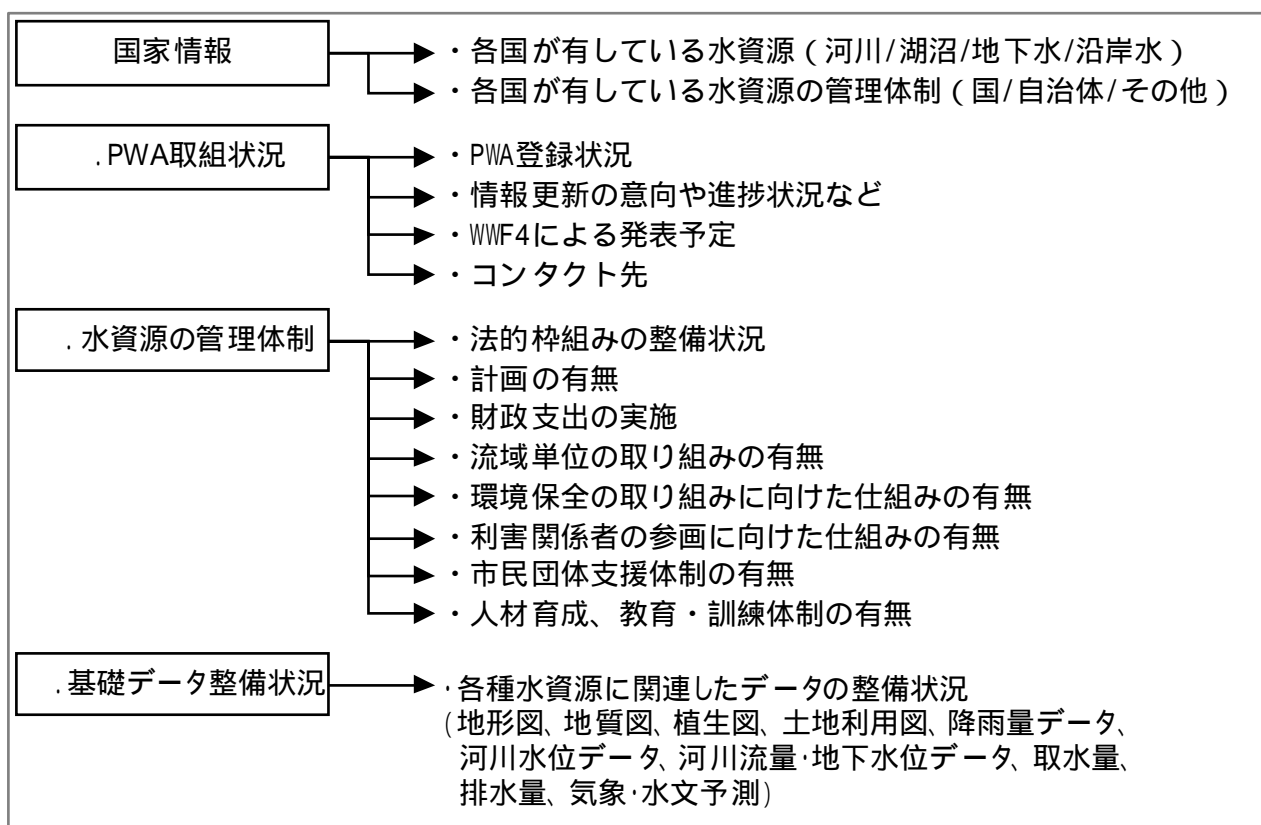 国家情報
・各国が有している水資源（河川/湖沼/地下水/沿岸水）
・各国が有している水資源の管理体制（国/自治体/その他）
.PWA取組状況
・PWA登録状況
・情報更新の意向や進捗状況など
・WWF4による発表予定
・コンタクト先
.水資源の管理体制
・法的枠組みの整備状況
・計画の有無
・財政支出の実施
・流域単位の取り組みの有無
・環境保全の取り組みに向けた仕組みの有無
・利害関係者の参画に向けた仕組みの有無
・市民団体支援体制の有無
・人材育成、教育・訓練体制の有無
.基礎データ整備状況
・各種水資源に関連したデータの整備状況
(地形図、地質図、植生図、土地利用図、降雨量データ、
河川水位データ、河川流量・地下水位データ、取水量、
排水量、気象・水文予測)